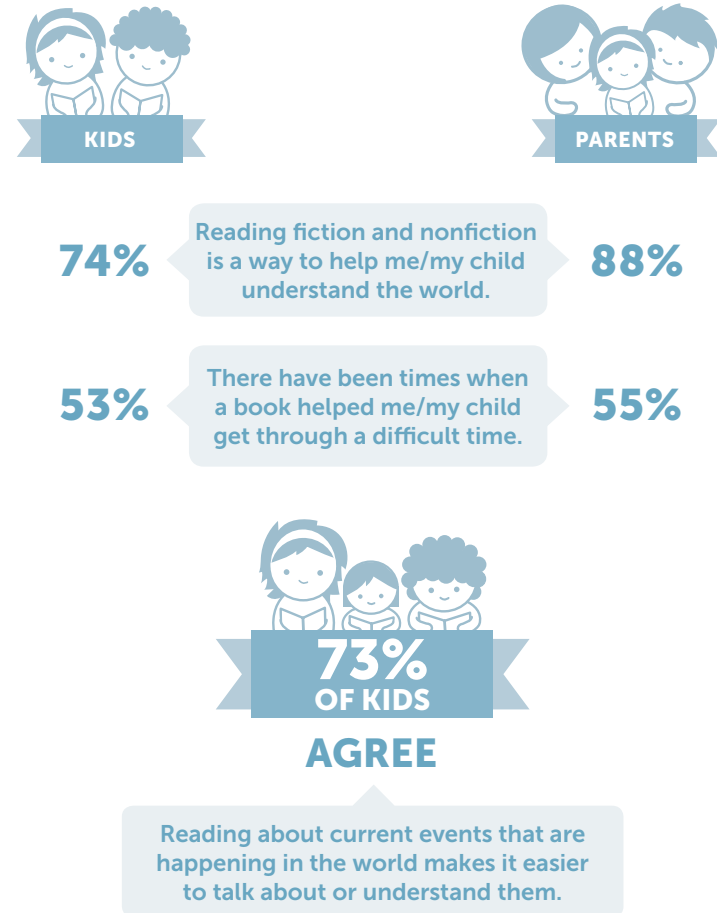 KIDS
PARENTS
74%
Reading fiction and nonfiction
is a way to help me/my child
understand the world.
88%
53%
There have been times when
a book helped me/my child
get through a difficult time.
55%
73%
OF KIDS
AGREE
Reading about current events that are
happening in the world makes it easier
to talk about or understand them.